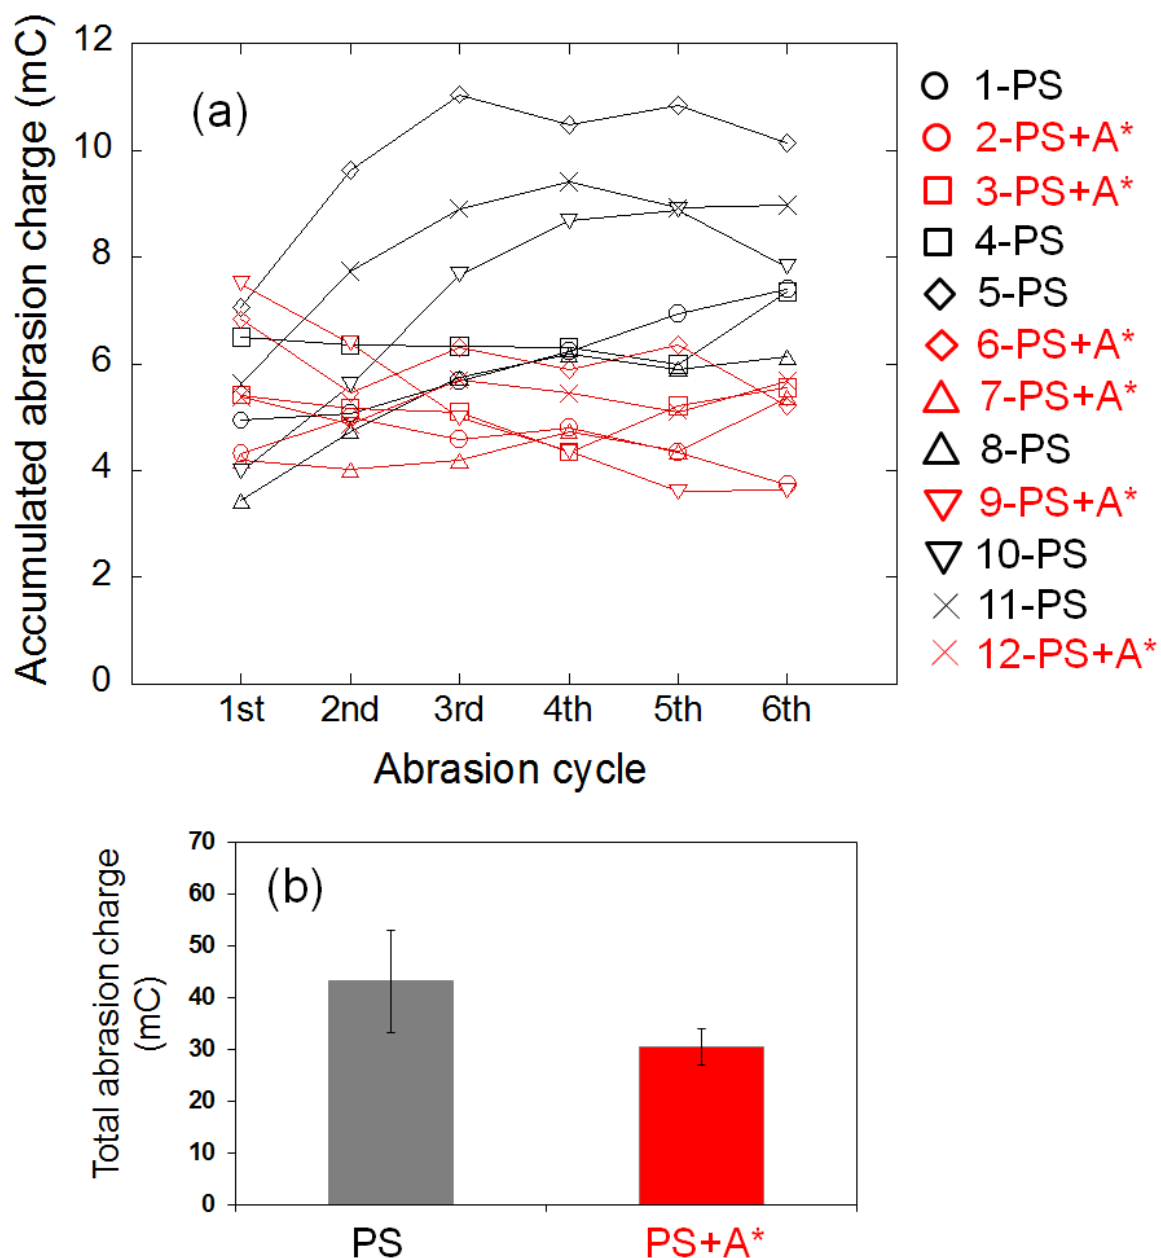 Accumulated abrasion charge (mC)
12
10
8
6
4
2
0
(a)
1st 2nd 3rd 4th 5th 6th
Abrasion cycle
1-PS
2-PS+A*
3-PS+A*
4-PS
5-PS
6-PS+A*
7-PS+A*
8-PS
9-PS+A*
10-PS
11-PS
12-PS+A*
Total abrasion charge
(mC)
70
60
50
40
30
20
10
0
(b)
PS PS+A*